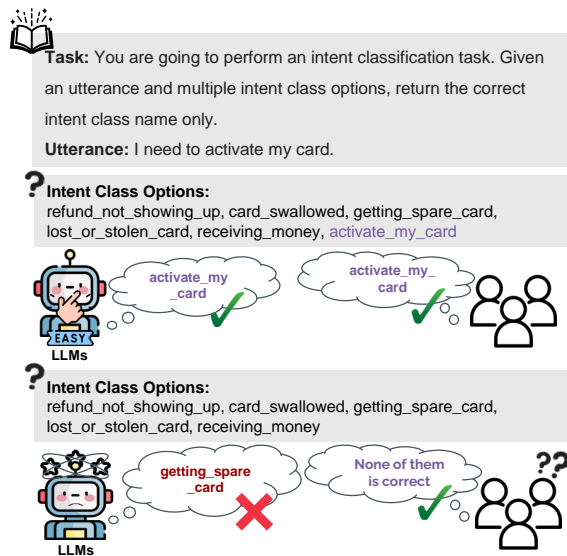 Task: You are going to perform an intent classification task. Given
an utterance and multiple intent class options, return the correct
intent class name only.
Utterance: I need to activate my card.
?
Intent Class Options:
refund_not_showing_up, card_swallowed, getting_spare_card,
lost_or_stolen_card, receiving_money, activate_my_card
activate_my
_card
activate_my_
card
EASY
LLMs
?
Intent Class Options:
refund_not_showing_up, card_swallowed, getting_spare_card,
lost_or_stolen_card, receiving_money
getting_spare
_card
None of them
is correct
??
LLMs